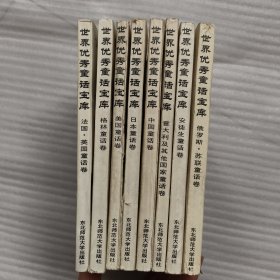 世界优秀童话宝库
法国·英国童话卷
东北师范大学出版社
世界优秀童话宝库
格林童话卷
东北师范大学出版社
世界优秀童话宝库
美国童话卷
东北师范大学出版社
世界优秀童话宝库
日本童话卷
东北师范大学出版社
世界优秀童话宝库
中国童话卷
东北师范大学出版社
世界优秀童话宝库
意大利及其他国家童话卷
东北师范大学出版社
世界优秀童话宝库
安徒生童话卷
东北师范大学出版社
世界优秀童话宝库
俄罗斯·苏联童话卷
东北师范大学出版社